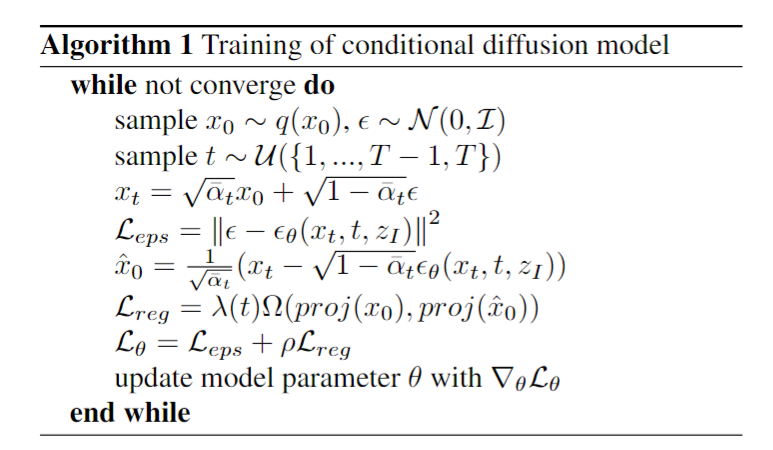 Algorithm 1 Training of conditional diffusion model
while not converge do
sample $x_0 \sim q(x_0)$, $\epsilon \sim \mathcal{N}(0, \mathcal{I})$
sample $t \sim \mathcal{U}(\{1, ..., T-1, T\})$
$x_t = \sqrt{\bar{\alpha}_t} x_0 + \sqrt{1 - \bar{\alpha}_t} \epsilon$
$\mathcal{L}_{eps} = \|\epsilon - \epsilon_\theta(x_t, t, z_I)\|^2$
$\hat{x}_0 = \frac{1}{\sqrt{\bar{\alpha}_t}} (x_t - \sqrt{1 - \bar{\alpha}_t} \epsilon_\theta(x_t, t, z_I))$
$\mathcal{L}_{reg} = \lambda(t) \Omega(proj(x_0), proj(\hat{x}_0))$
$\mathcal{L}_\theta = \mathcal{L}_{eps} + \rho \mathcal{L}_{reg}$
update model parameter $\theta$ with $\nabla_\theta \mathcal{L}_\theta$
end while